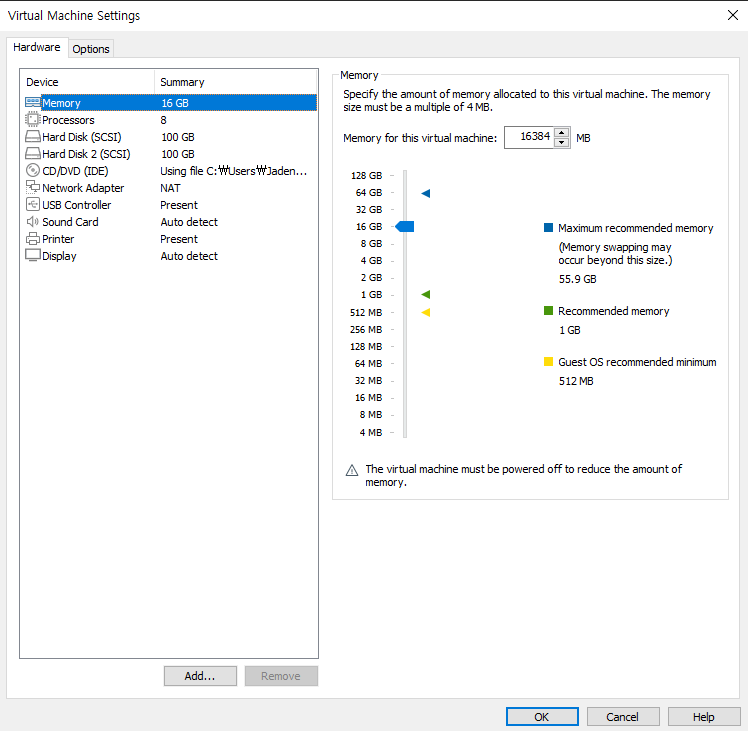 Virtual Machine Settings
Hardware Options
Device Summary
Memory 16 GB
Processors 8
Hard Disk (SCSI) 100 GB
Hard Disk 2 (SCSI) 100 GB
CD/DVD (IDE) Using file C:₩Users₩Jaden...
Network Adapter NAT
USB Controller Present
Sound Card Auto detect
Printer Present
Display Auto detect
Add... Remove
Memory
Specify the amount of memory allocated to this virtual machine. The memory
size must be a multiple of 4 MB.
Memory for this virtual machine: 16384 MB
128 GB
64 GB
32 GB
16 GB
8 GB
4 GB
2 GB
1 GB
512 MB
256 MB
128 MB
64 MB
32 MB
16 MB
8 MB
4 MB
Maximum recommended memory
(Memory swapping may
occur beyond this size.)
55.9 GB
Recommended memory
1 GB
Guest OS recommended minimum
512 MB
The virtual machine must be powered off to reduce the amount of
memory.
OK Cancel Help